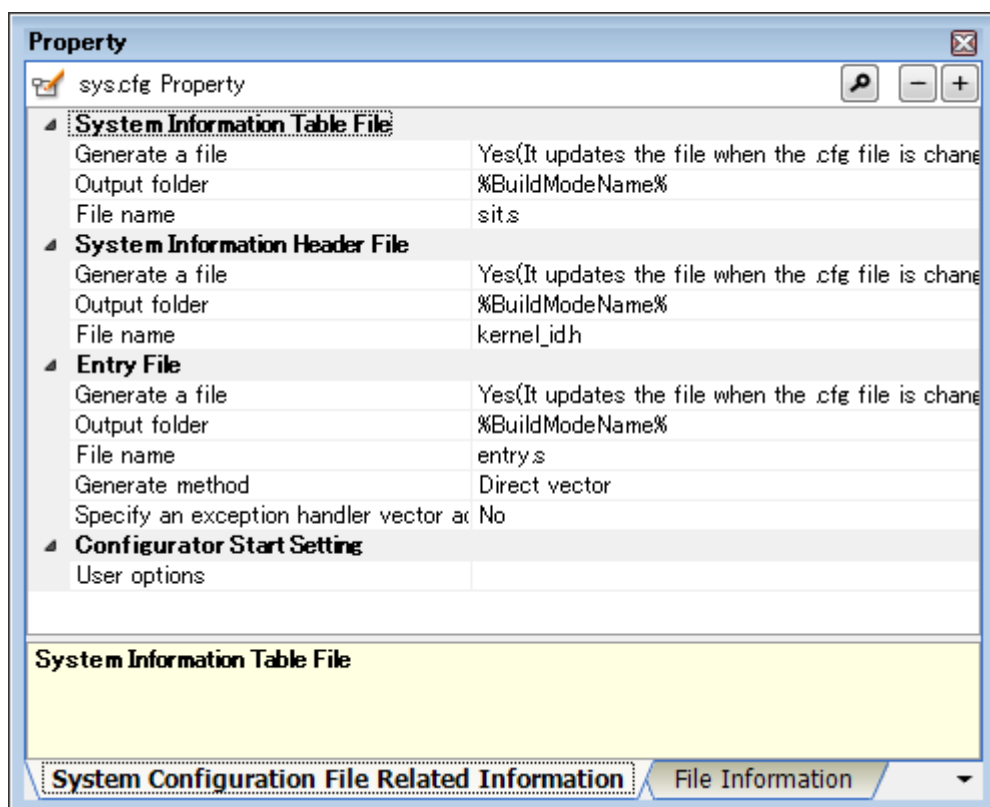 Property
sys.cfg Property
System Information Table File
Generate a file Yes(It updates the file when the .cfg file is chang
Output folder %BuildModeName%
File name sit.s
System Information Header File
Generate a file Yes(It updates the file when the .cfg file is chang
Output folder %BuildModeName%
File name kernel_id.h
Entry File
Generate a file Yes(It updates the file when the .cfg file is chang
Output folder %BuildModeName%
File name entry.s
Generate method Direct vector
Specify an exception handler vector ad No
Configurator Start Setting
User options
System Information Table File
System Configuration File Related Information File Information